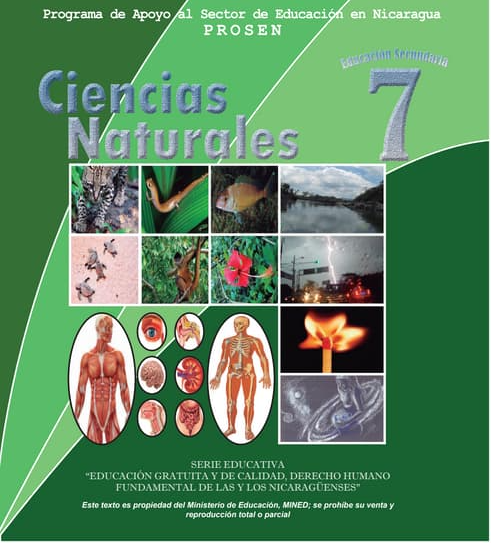 Programa de Apoyo al Sector de Educación en Nicaragua
PROSEN
Educación Secundaria
7
Ciencias
Naturales
SERIE EDUCATIVA
“EDUCACIÓN GRATUITA Y DE CALIDAD, DERECHO HUMANO
FUNDAMENTAL DE LAS Y LOS NICARAGÜENSES”
Este texto es propiedad del Ministerio de Educación, MINED; se prohíbe su venta y
reproducción total o parcial